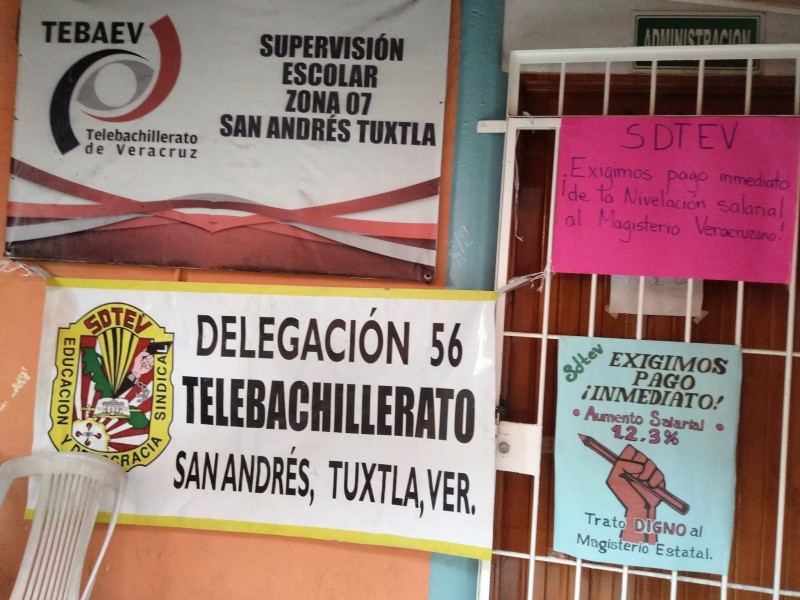 TEBAEV
Telebachillerato
de Veracruz
SUPERVISIÓN
ESCOLAR
ZONA 07
SAN ANDRÉS TUXTLA
ADMINISTRACION
SDTEV
¡Exigimos pago inmediato
de la Nivelación salarial
al Magisterio Veracruzano!
SDTEV
EDUCACIÓN
Y DEMOCRACIA
SINDICAL
DELEGACIÓN 56
TELEBACHILLERATO
SAN ANDRÉS, TUXTLA, VER.
Sdtev
EXIGIMOS
PAGO
¡INMEDIATO!
• Aumento Salarial •
12.3%
Trato DIGNO al
Magisterio Estatal.